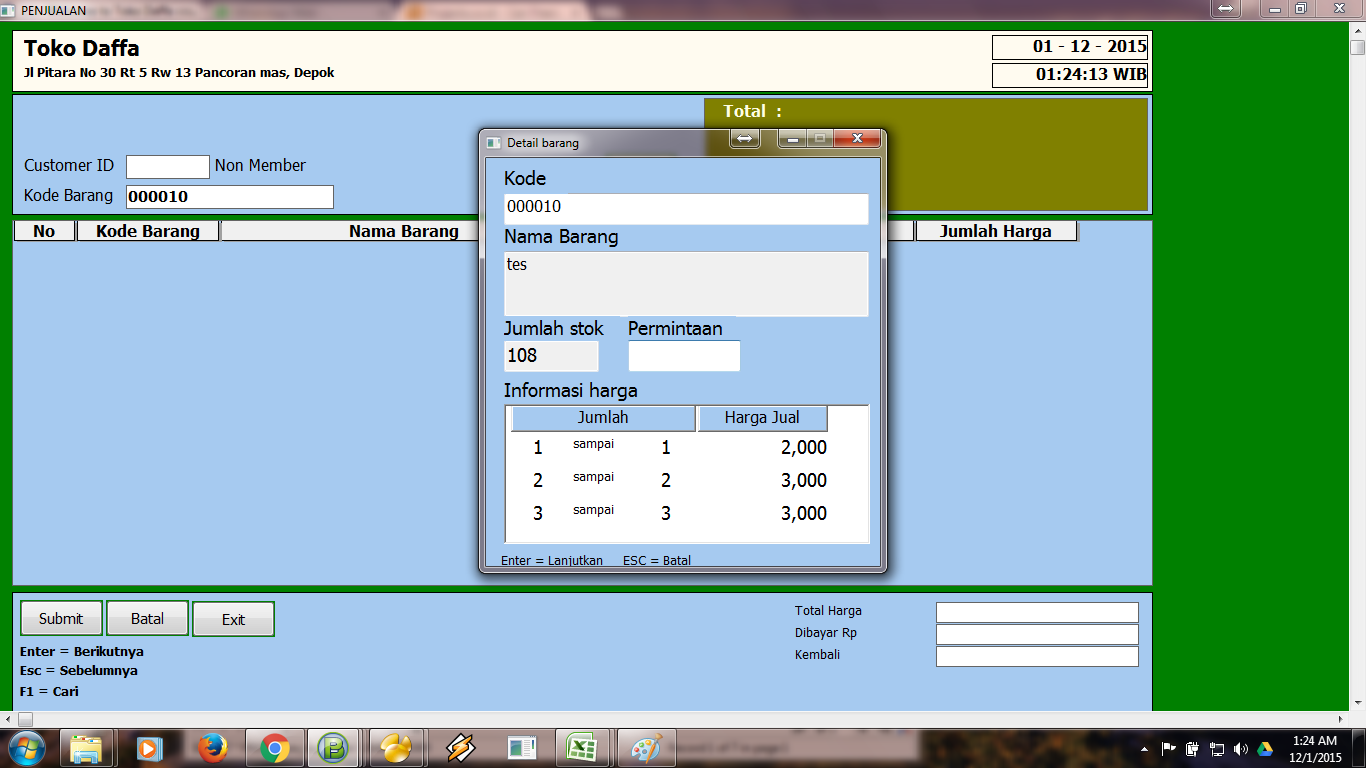 PENJUALAN
Toko Daffa
Jl Pitara No 30 Rt 5 Rw 13 Pancoran mas, Depok
01 - 12 - 2015
01:24:13 WIB
Total :
Customer ID Non Member
Kode Barang 000010
No Kode Barang Nama Barang Jumlah Harga
Detail barang
Kode
000010
Nama Barang
tes
Jumlah stok Permintaan
108
Informasi harga
Jumlah Harga Jual
1 sampai 1 2,000
2 sampai 2 3,000
3 sampai 3 3,000
Enter = Lanjutkan ESC = Batal
Submit Batal Exit
Enter = Berikutnya
Esc = Sebelumnya
F1 = Cari
Total Harga
Dibayar Rp
Kembali
1:24 AM
12/1/2015